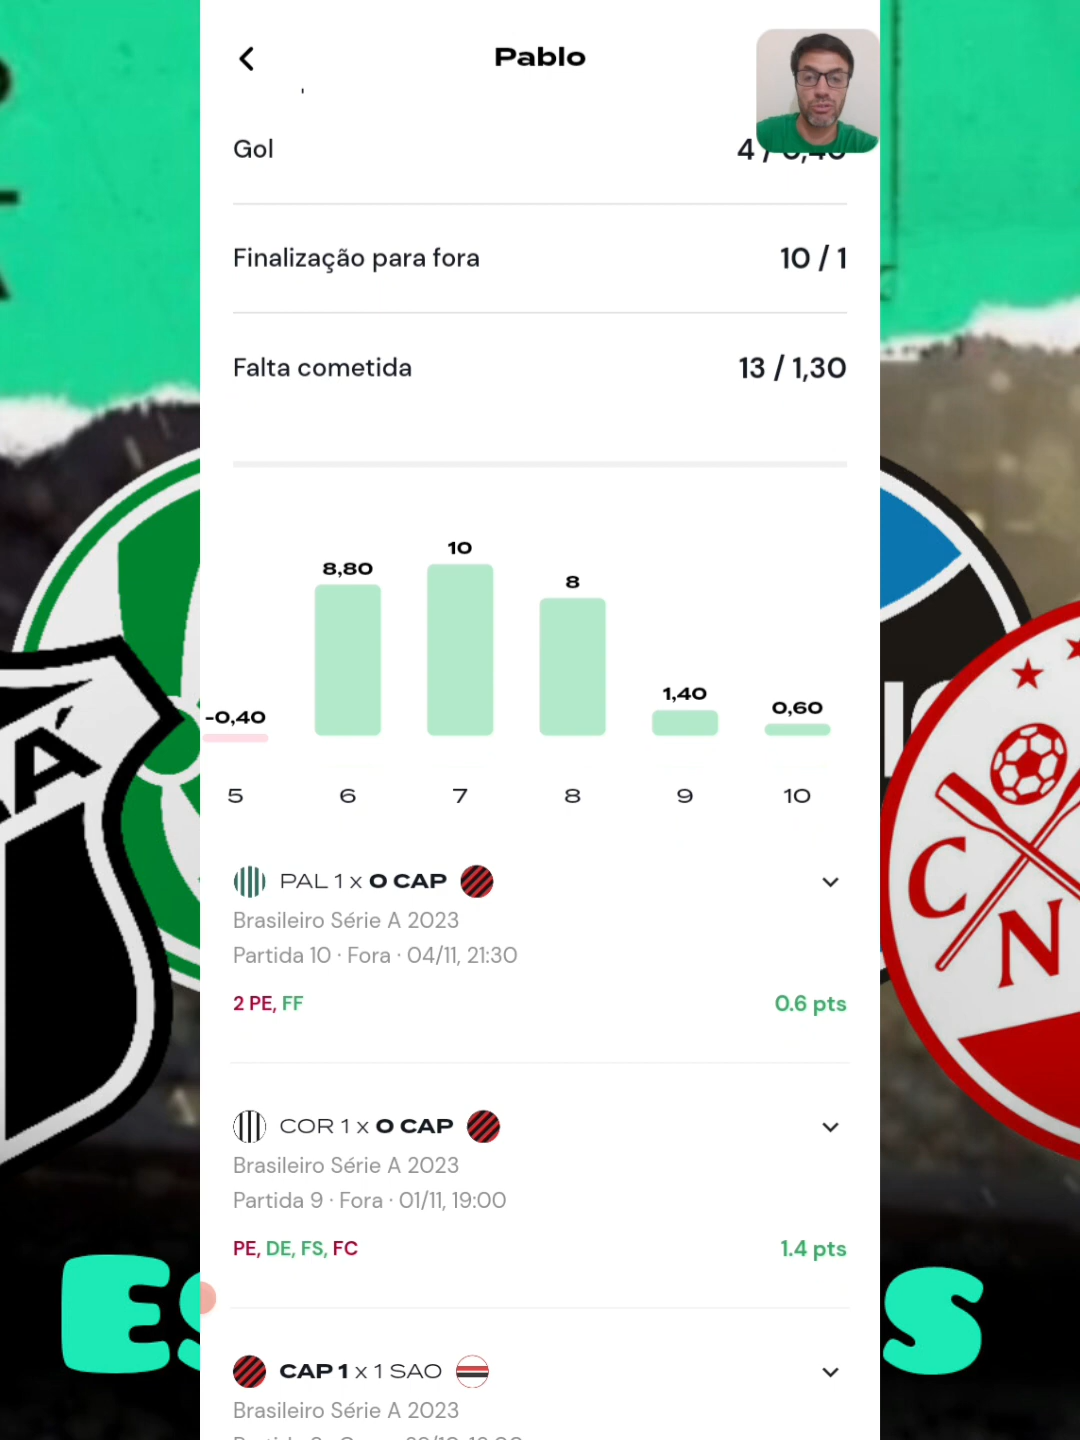 Pablo
Gol
4 /
Finalização para fora
10 / 1
Falta cometida
13 / 1,30
-0,40
8,80
10
8
1,40
0,60
5
6
7
8
9
10
PAL 1 x 0 CAP
Brasileiro Série A 2023
Partida 10 · Fora · 04/11, 21:30
2 PE, FF
0.6 pts
COR 1 x 0 CAP
Brasileiro Série A 2023
Partida 9 · Fora · 01/11, 19:00
PE, DE, FS, FC
1.4 pts
CAP 1 x 1 SAO
Brasileiro Série A 2023
C
N
E
S